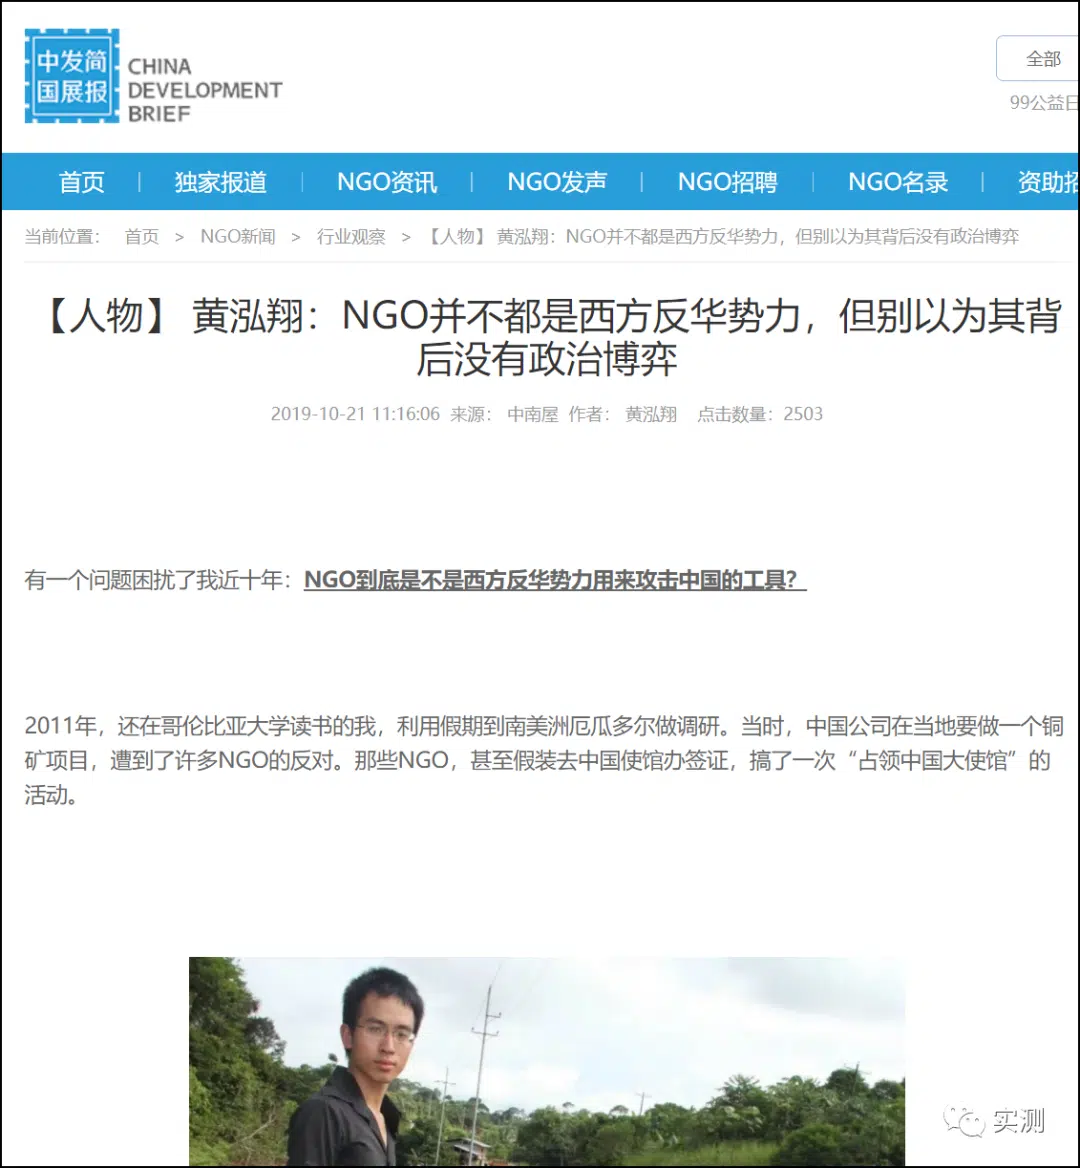 中发简
国展报
CHINA
DEVELOPMENT
BRIEF
全部
99公益日
首页 | 独家报道 | NGO资讯 | NGO发声 | NGO招聘 | NGO名录 | 资助招
当前位置： 首页 > NGO新闻 > 行业观察 > 【人物】 黄泓翔：NGO并不都是西方反华势力，但别以为其背后没有政治博弈
【人物】 黄泓翔：NGO并不都是西方反华势力，但别以为其背
后没有政治博弈
2019-10-21 11:16:06 来源： 中南屋 作者： 黄泓翔 点击数量：2503
有一个问题困扰了我近十年：NGO到底是不是西方反华势力用来攻击中国的工具？
2011年，还在哥伦比亚大学读书的我，利用假期到南美洲厄瓜多尔做调研。当时，中国公司在当地要做一个铜
矿项目，遭到了许多NGO的反对。那些NGO，甚至假装去中国使馆办签证，搞了一次“占领中国大使馆”的
活动。
实测